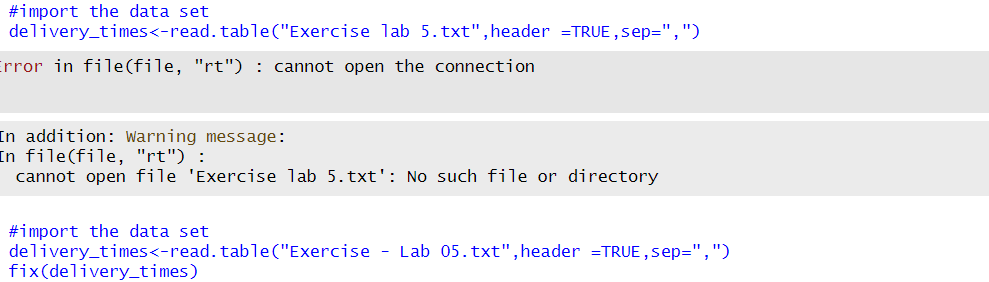 #import the data set
delivery_times<-read.table("Exercise lab 5.txt",header =TRUE,sep=",")
Error in file(file, "rt") : cannot open the connection
In addition: Warning message:
In file(file, "rt") :
cannot open file 'Exercise lab 5.txt': No such file or directory
#import the data set
delivery_times<-read.table("Exercise - Lab 05.txt",header =TRUE,sep=",")
fix(delivery_times)